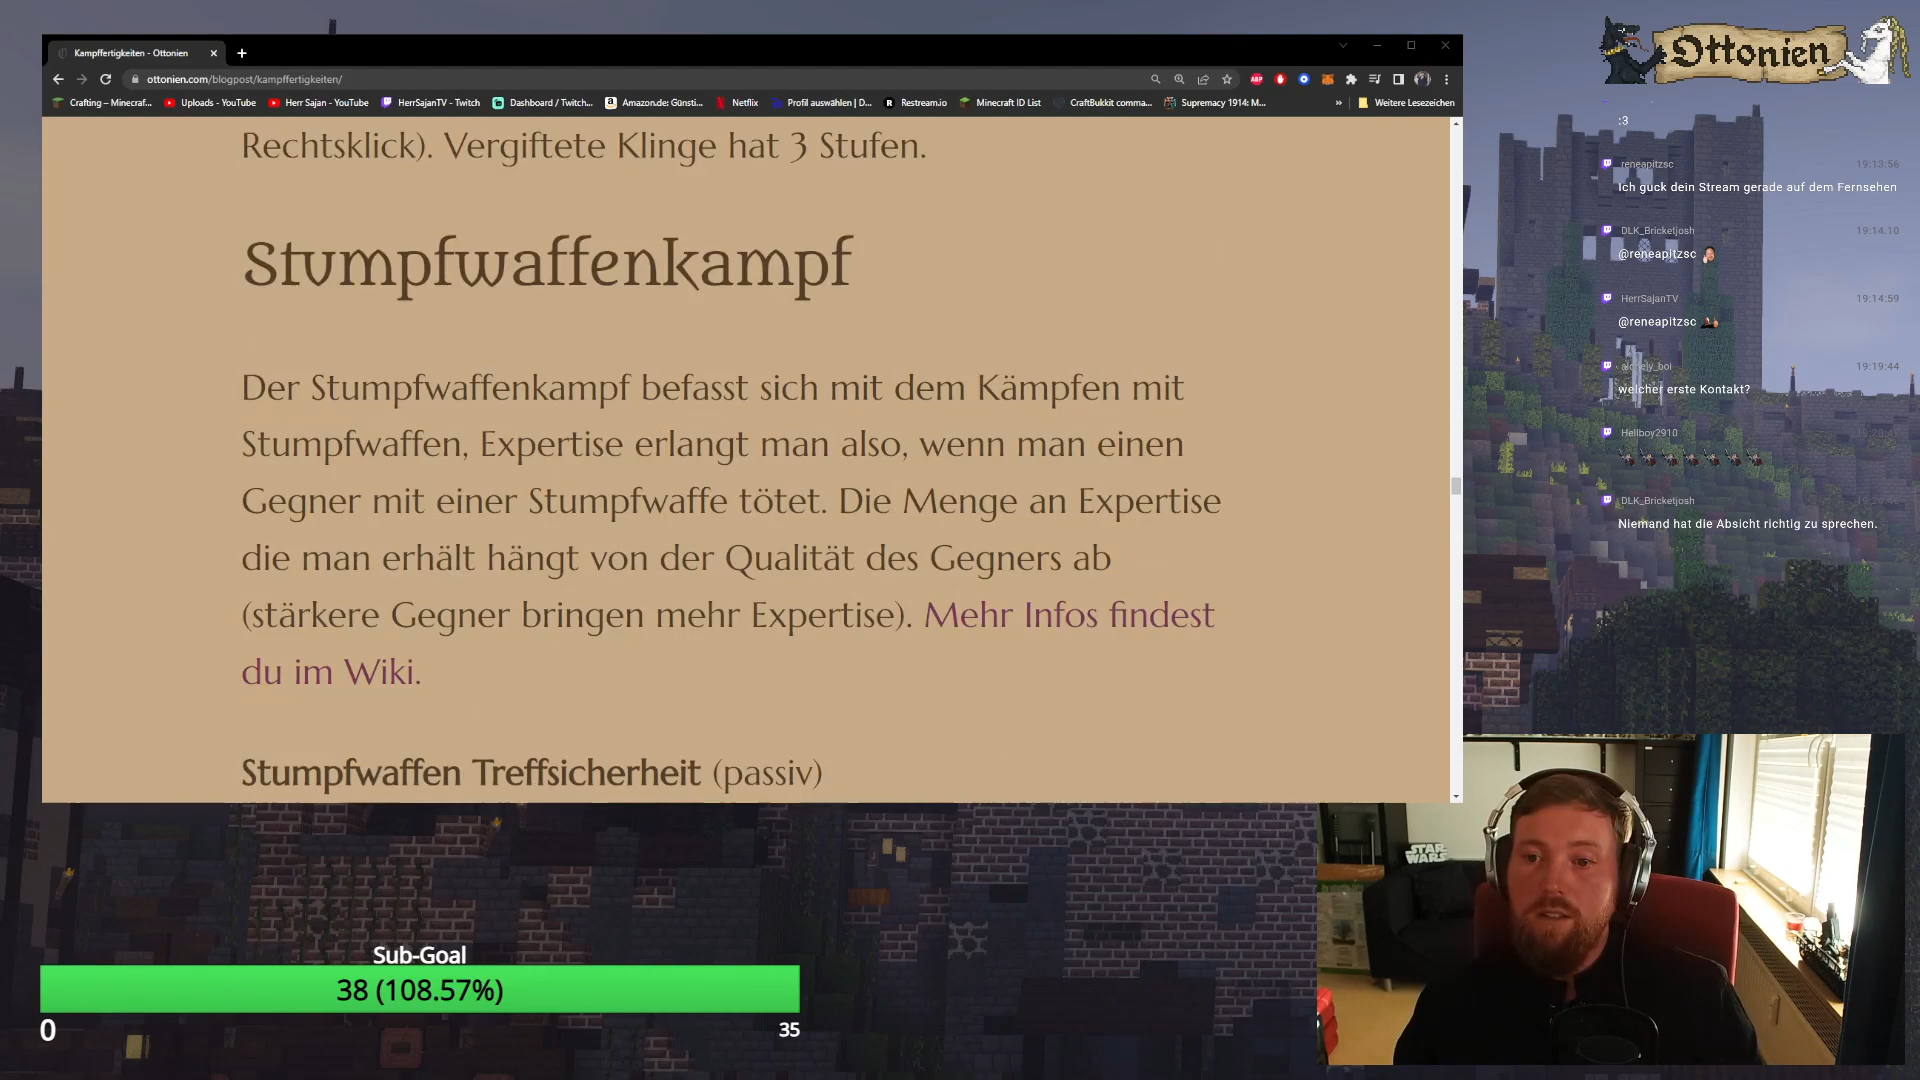 Kampffertigkeiten - Ottonien
ottonien.com/blogpost/kampffertigkeiten/
Crafting – Minecraf...
Uploads - YouTube
Herr Sajan - YouTube
HerrSajanTV - Twitch
Dashboard / Twitch...
Amazon.de: Günsti...
Netflix
Profil auswählen | D...
Restream.io
Minecraft ID List
CraftBukkit comma...
Supremacy 1914: M...
»
Weitere Lesezeichen
Rechtsklick). Vergiftete Klinge hat 3 Stufen.
Stumpfwaffenkampf
Der Stumpfwaffenkampf befasst sich mit dem Kämpfen mit
Stumpfwaffen, Expertise erlangt man also, wenn man einen
Gegner mit einer Stumpfwaffe tötet. Die Menge an Expertise
die man erhält hängt von der Qualität des Gegners ab
(stärkere Gegner bringen mehr Expertise). Mehr Infos findest
du im Wiki.
Stumpfwaffen Treffsicherheit (passiv)
Ottonien
:3
reneapitzsc 19:13:56
Ich guck dein Stream gerade auf dem Fernsehen
DLK_Bricketjosh 19:14:10
@reneapitzsc
HerrSajanTV 19:14:59
@reneapitzsc
19:19:44
welcher erste Kontakt?
Hellboy2910
DLK_Bricketjosh
Niemand hat die Absicht richtig zu sprechen.
STAR
WARS
Sub-Goal
38 (108.57%)
0
35